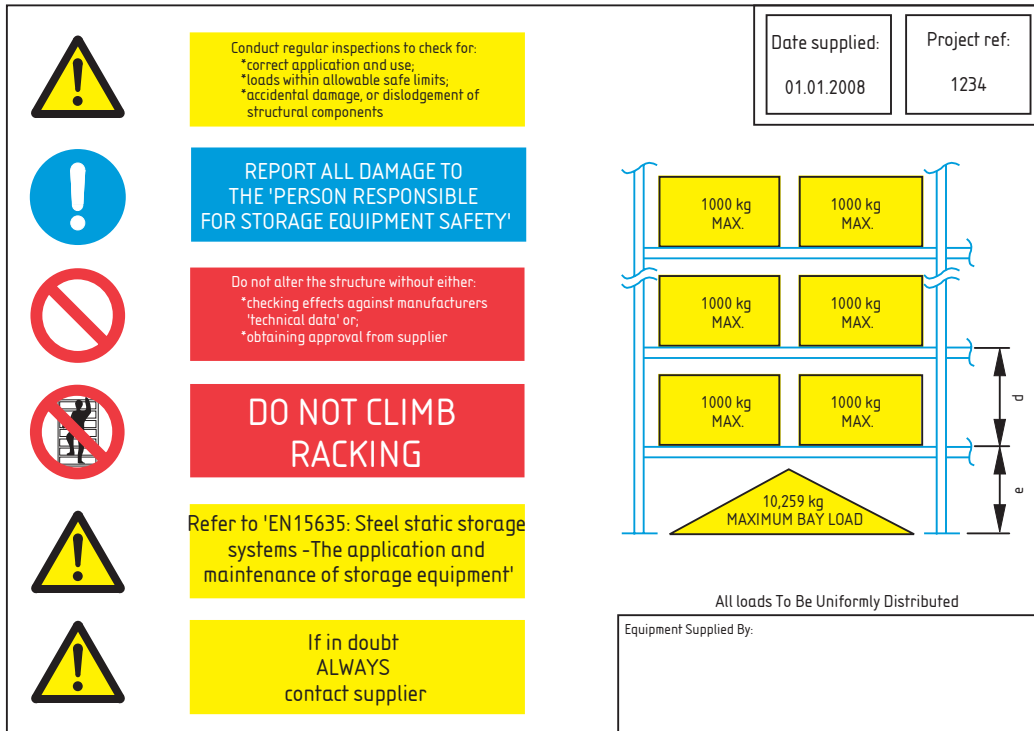 Conduct regular inspections to check for:
*correct application and use;
*loads within allowable safe limits;
*accidental damage, or dislodgement of
structural components
REPORT ALL DAMAGE TO
THE 'PERSON RESPONSIBLE
FOR STORAGE EQUIPMENT SAFETY'
Do not alter the structure without either:
*checking effects against manufacturers
'technical data' or;
*obtaining approval from supplier
DO NOT CLIMB
RACKING
Refer to 'EN15635: Steel static storage
systems -The application and
maintenance of storage equipment'
If in doubt
ALWAYS
contact supplier
Date supplied:
01.01.2008
Project ref:
1234
1000 kg
MAX.
1000 kg
MAX.
1000 kg
MAX.
1000 kg
MAX.
1000 kg
MAX.
1000 kg
MAX.
d
e
10,259 kg
MAXIMUM BAY LOAD
All loads To Be Uniformly Distributed
Equipment Supplied By: